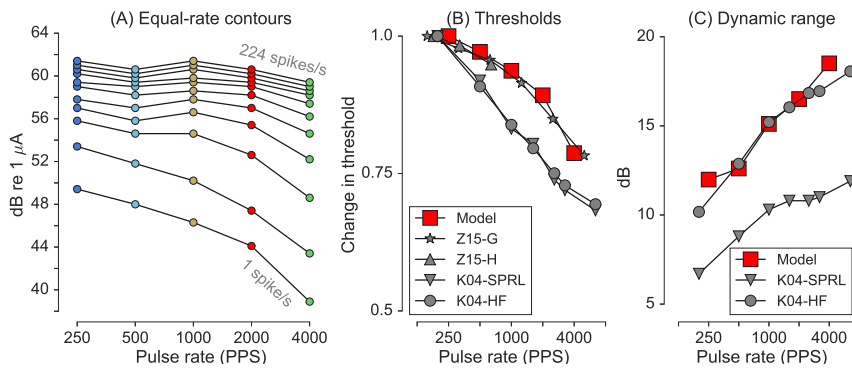 (A) Equal-rate contours
64
60
56
52
48
44
40
dB re 1 μA
224 spikes/s
1 spike/s
250 500 1000 2000 4000
Pulse rate (PPS)
(B) Thresholds
1.0
0.75
0.5
Change in threshold
Model
Z15-G
Z15-H
K04-SPRL
K04-HF
250 1000 4000
Pulse rate (PPS)
(C) Dynamic range
20
15
10
5
dB
Model
K04-SPRL
K04-HF
250 1000 4000
Pulse rate (PPS)